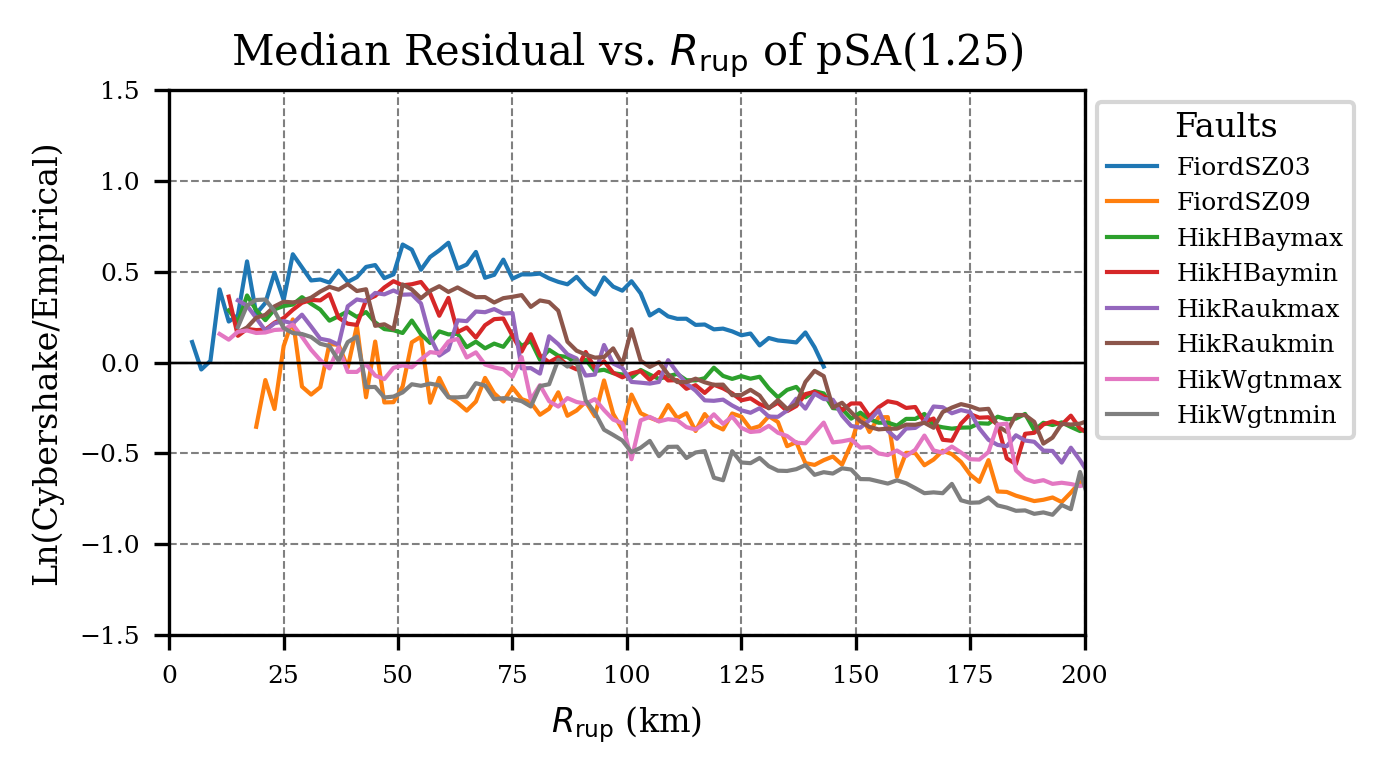 Median Residual vs. R_rup of pSA(1.25)
Ln(Cybershake/Empirical)
1.5
1.0
0.5
0.0
−0.5
−1.0
−1.5
0 25 50 75 100 125 150 175 200
R_rup (km)
Faults
FiordSZ03
FiordSZ09
HikHBaymax
HikHBaymin
HikRaukmax
HikRaukmin
HikWgtnmax
HikWgtnmin